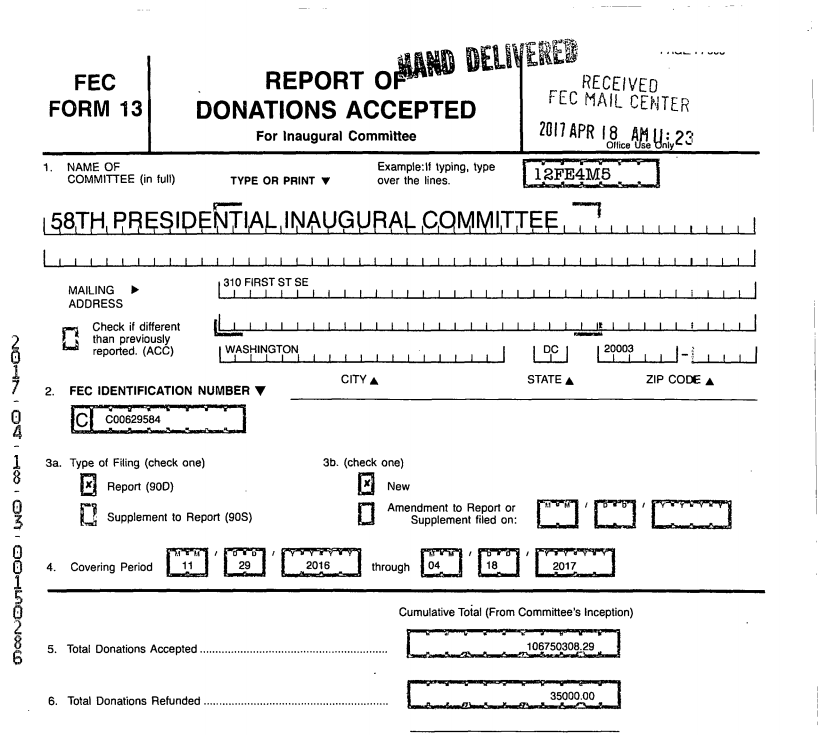 HAND DELIVERED
FEC
FORM 13
REPORT OF
DONATIONS ACCEPTED
For Inaugural Committee
RECEIVED
FEC MAIL CENTER
2017 APR 18 AM 11: 23
Office Use Only
1. NAME OF
COMMITTEE (in full)
TYPE OR PRINT ▼
Example:If typing, type
over the lines.
12FE4M5
58TH PRESIDENTIAL INAUGURAL COMMITTEE
MAILING ►
ADDRESS
310 FIRST ST SE
Check if different
than previously
reported. (ACC)
WASHINGTON DC 20003 -
CITY ▲ STATE ▲ ZIP CODE ▲
2. FEC IDENTIFICATION NUMBER ▼
C C00629584
3a. Type of Filing (check one)
x Report (90D)
Supplement to Report (90S)
3b. (check one)
x New
Amendment to Report or
Supplement filed on:
M M / D D / Y Y Y Y
4. Covering Period M M / D D / Y Y Y Y through M M / D D / Y Y Y Y
11 29 2016 04 18 2017
Cumulative Total (From Committee's Inception)
5. Total Donations Accepted 106750308.29
6. Total Donations Refunded 35000.00
2017-04-18-03-00150286